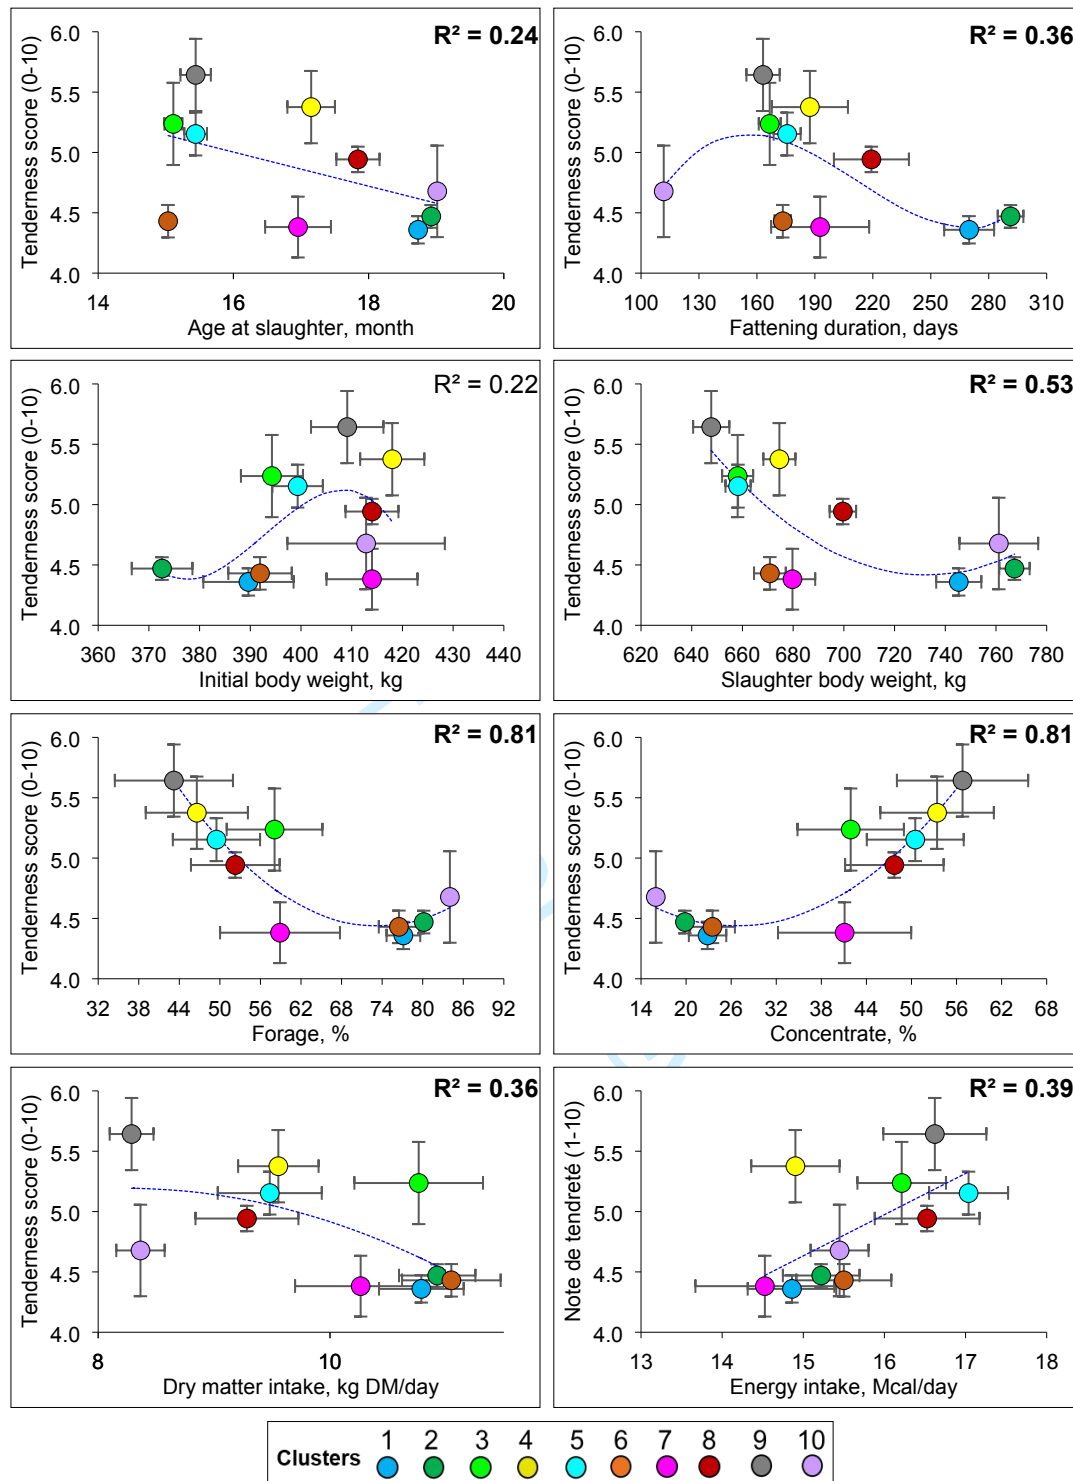 R² = 0.24
Tenderness score (0-10)
6.0
5.5
5.0
4.5
4.0
14 16 18 20
Age at slaughter, month
R² = 0.36
Tenderness score (0-10)
6.0
5.5
5.0
4.5
4.0
100 130 160 190 220 250 280 310
Fattening duration, days
R² = 0.22
Tenderness score (0-10)
6.0
5.5
5.0
4.5
4.0
360 370 380 390 400 410 420 430 440
Initial body weight, kg
R² = 0.53
Tenderness score (0-10)
6.0
5.5
5.0
4.5
4.0
620 640 660 680 700 720 740 760 780
Slaughter body weight, kg
R² = 0.81
Tenderness score (0-10)
6.0
5.5
5.0
4.5
4.0
32 38 44 50 56 62 68 74 80 86 92
Forage, %
R² = 0.81
Tenderness score (0-10)
6.0
5.5
5.0
4.5
4.0
14 20 26 32 38 44 50 56 62 68
Concentrate, %
R² = 0.36
Tenderness score (0-10)
6.0
5.5
5.0
4.5
4.0
8 10
Dry matter intake, kg DM/day
R² = 0.39
Note de tendreté (1-10)
6.0
5.5
5.0
4.5
4.0
13 14 15 16 17 18
Energy intake, Mcal/day
Clusters 1 2 3 4 5 6 7 8 9 10